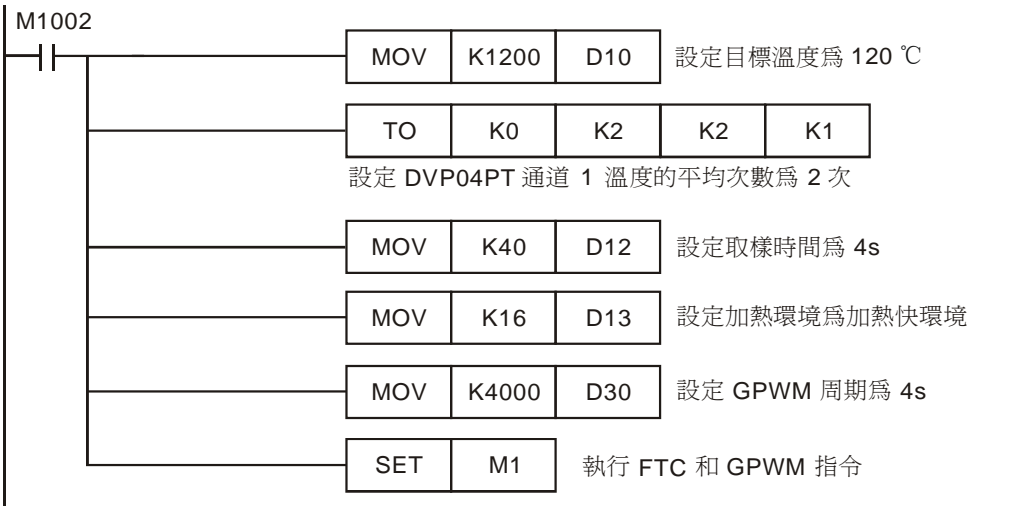 M1002
MOV K1200 D10 設定目標溫度爲 120 ℃
TO K0 K2 K2 K1
設定 DVP04PT 通道 1 溫度的平均次數爲 2 次
MOV K40 D12 設定取樣時間爲 4s
MOV K16 D13 設定加熱環境爲加熱快環境
MOV K4000 D30 設定 GPWM 周期爲 4s
SET M1 執行 FTC 和 GPWM 指令